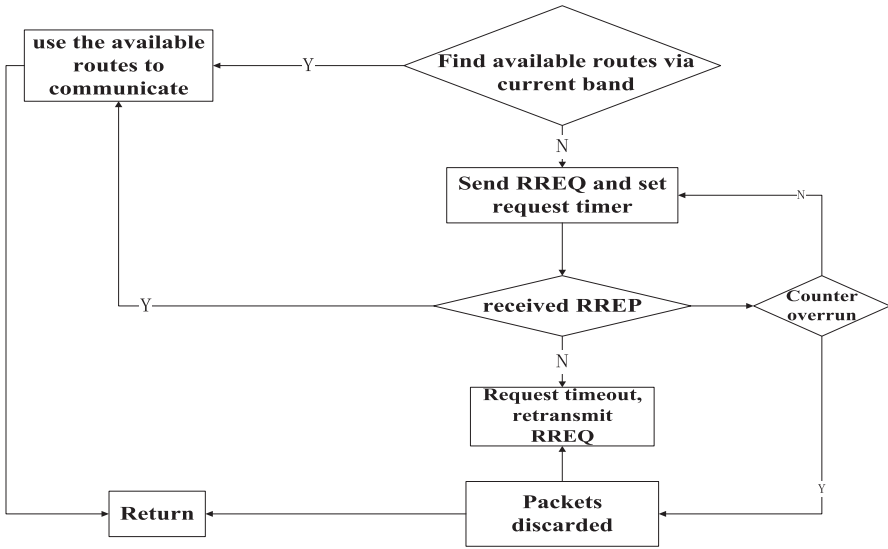 use the available
routes to
communicate
Y
Find available routes via
current band
N
Send RREQ and set
request timer
N
Y
received RREP
Counter
overrun
N
Request timeout,
retransmit
RREQ
Y
Return
Packets
discarded